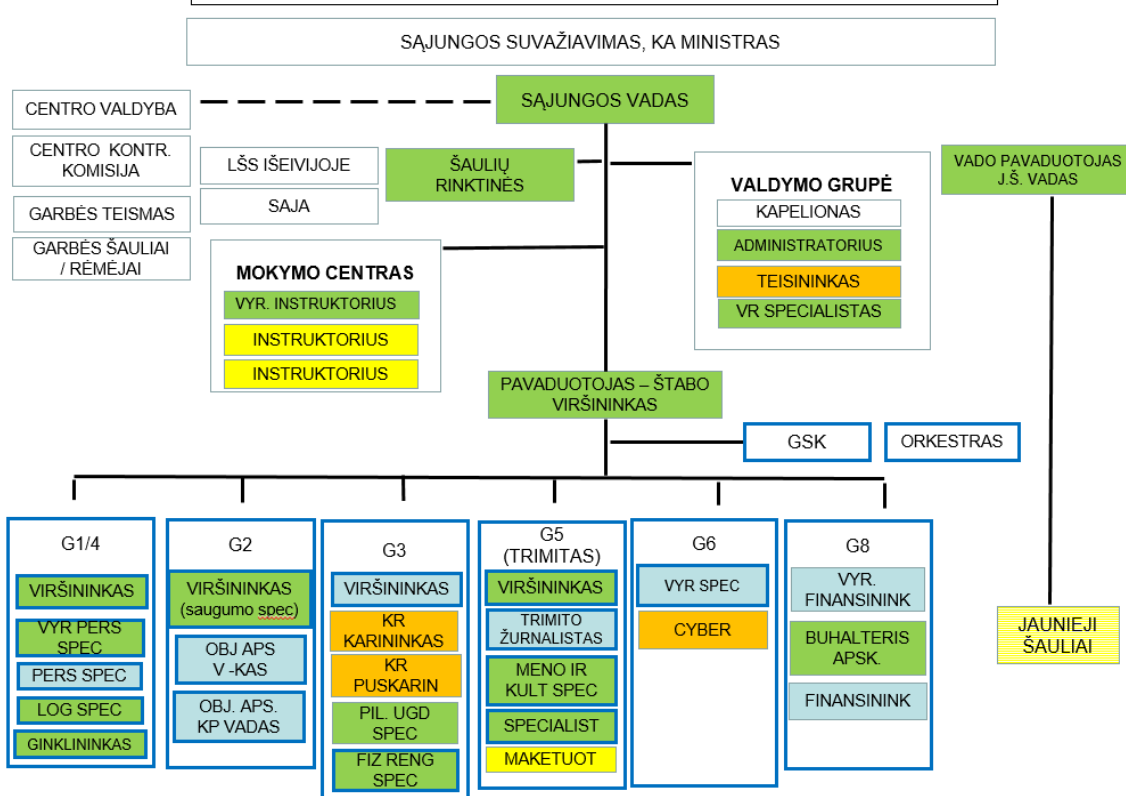 SĄJUNGOS SUVAŽIAVIMAS, KA MINISTRAS
SĄJUNGOS VADAS
CENTRO VALDYBA
CENTRO KONTR.
KOMISIJA
GARBĖS TEISMAS
GARBĖS ŠAULIAI
/ RĖMĖJAI
LŠS IŠEIVIJOJE
SAJA
ŠAULIŲ
RINKTINĖS
VALDYMO GRUPĖ
KAPELIONAS
ADMINISTRATORIUS
TEISININKAS
VR SPECIALISTAS
VADO PAVADUOTOJAS
J.Š. VADAS
MOKYMO CENTRAS
VYR. INSTRUKTORIUS
INSTRUKTORIUS
INSTRUKTORIUS
PAVADUOTOJAS – ŠTABO
VIRŠININKAS
GSK
ORKESTRAS
G1/4
VIRŠININKAS
VYR PERS
SPEC
PERS SPEC
LOG SPEC
GINKLININKAS
G2
VIRŠININKAS
(saugumo spec)
OBJ APS
V -KAS
OBJ. APS.
KP VADAS
G3
VIRŠININKAS
KR
KARININKAS
KR
PUSKARIN
PIL. UGD
SPEC
FIZ RENG
SPEC
G5
(TRIMITAS)
VIRŠININKAS
TRIMITO
ŽURNALISTAS
MENO IR
KULT SPEC
SPECIALIST
MAKETUOT
G6
VYR SPEC
CYBER
G8
VYR.
FINANSININK
BUHALTERIS
APSK.
FINANSININK
JAUNIEJI
ŠAULIAI